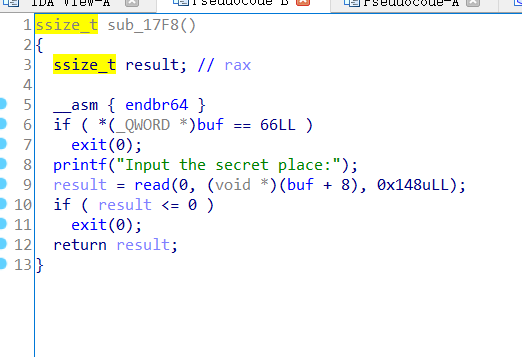 IDA View-A Pseudocode-B Pseudocode-A
1 ssize_t sub_17F8()
2 {
3 ssize_t result; // rax
4
5 __asm { endbr64 }
6 if ( *(_QWORD *)buf == 66LL )
7 exit(0);
8 printf("Input the secret place:");
9 result = read(0, (void *)(buf + 8), 0x148uLL);
10 if ( result <= 0 )
11 exit(0);
12 return result;
13 }